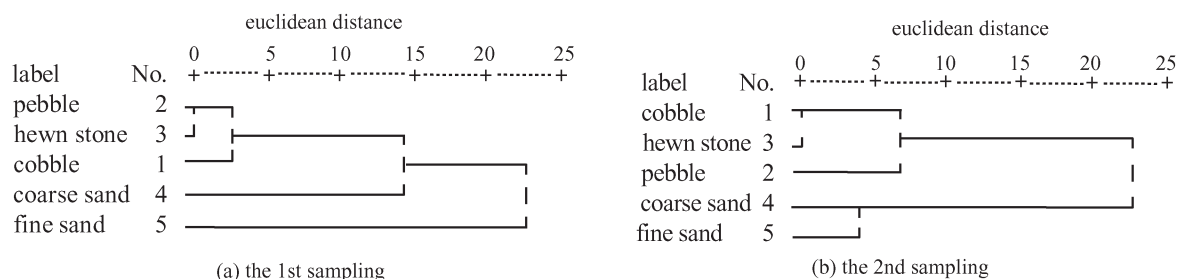 euclidean distance
0 5 10 15 20 25
label No.
pebble 2
hewn stone 3
cobble 1
coarse sand 4
fine sand 5
(a) the 1st sampling
euclidean distance
0 5 10 15 20 25
label No.
cobble 1
hewn stone 3
pebble 2
coarse sand 4
fine sand 5
(b) the 2nd sampling